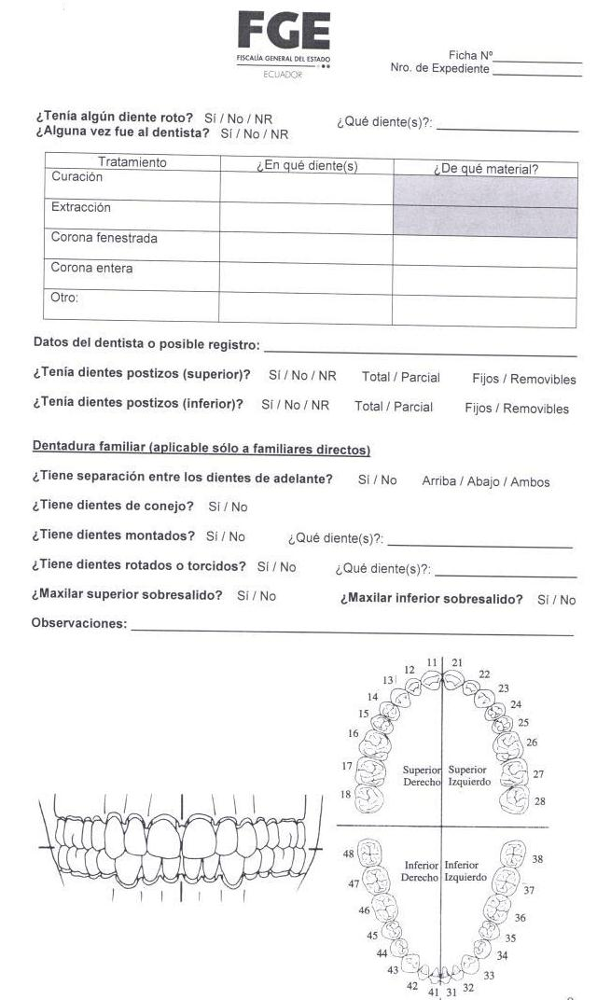 FGE
FISCALÍA GENERAL DEL ESTADO
ECUADOR
Ficha Nº
Nro. de Expediente
¿Tenía algún diente roto? Sí / No / NR ¿Qué diente(s)?:
¿Alguna vez fue al dentista? Sí / No / NR
Tratamiento ¿En qué diente(s) ¿De qué material?
Curación
Extracción
Corona fenestrada
Corona entera
Otro:
Datos del dentista o posible registro:
¿Tenía dientes postizos (superior)? Sí / No / NR Total / Parcial Fijos / Removibles
¿Tenía dientes postizos (inferior)? Sí / No / NR Total / Parcial Fijos / Removibles
Dentadura familiar (aplicable sólo a familiares directos)
¿Tiene separación entre los dientes de adelante? Sí / No Arriba / Abajo / Ambos
¿Tiene dientes de conejo? Sí / No
¿Tiene dientes montados? Sí / No ¿Qué diente(s)?:
¿Tiene dientes rotados o torcidos? Sí / No ¿Qué diente(s)?:
¿Maxilar superior sobresalido? Sí / No ¿Maxilar inferior sobresalido? Sí / No
Observaciones:
11 21
12 22
13 23
14 24
15 25
16 26
17 27
Superior Superior
Derecho Izquierdo
18 28
48 38
Inferior Inferior
Derecho Izquierdo
47 37
46 36
45 35
44 34
43 33
42 41 31 32